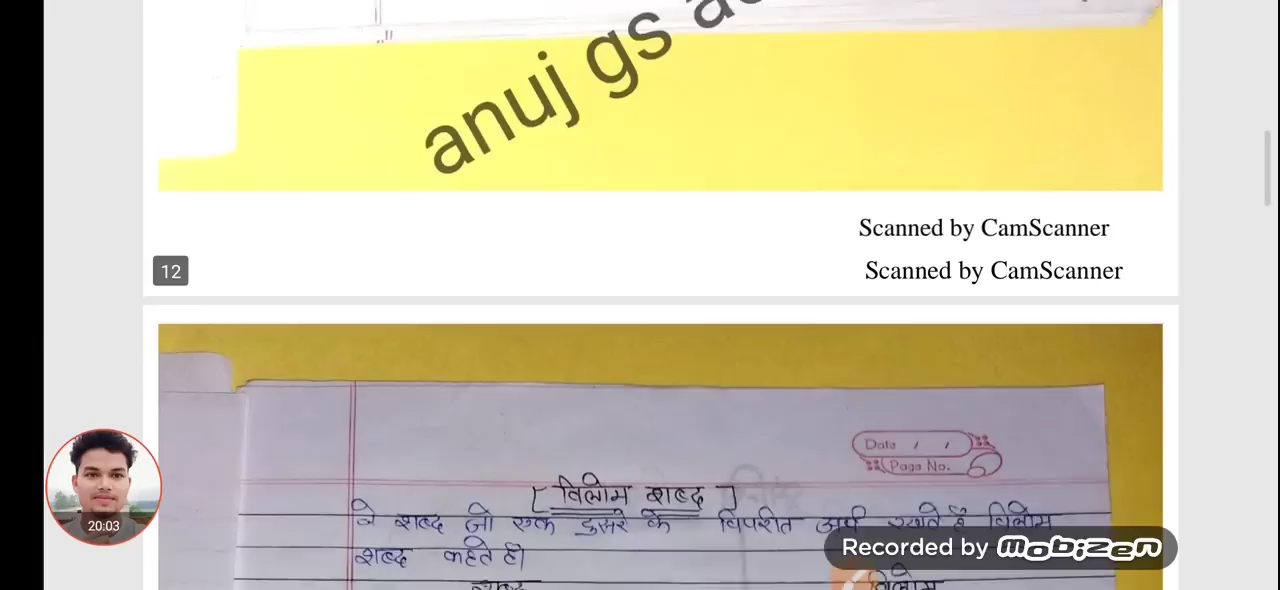 anuj gs a
Scanned by CamScanner
12
Scanned by CamScanner
Date / /
Page No.
[विलोम शब्द]
वे शब्द जो एक दुसरे के विपरीत अर्थ रखते है विलोम
शब्द कहते है।
शब्द विलोम
20:03
Recorded by mobizen